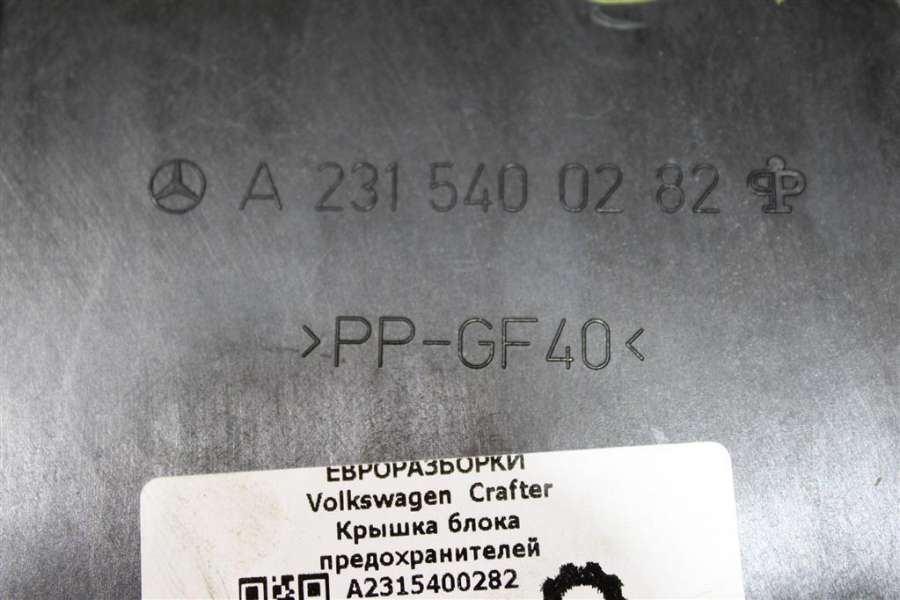 A 231 540 02 82
>PP-GF40<
ЕВРОРАЗБОРКИ
Volkswagen Crafter
Крышка блока
предохранителей
A2315400282